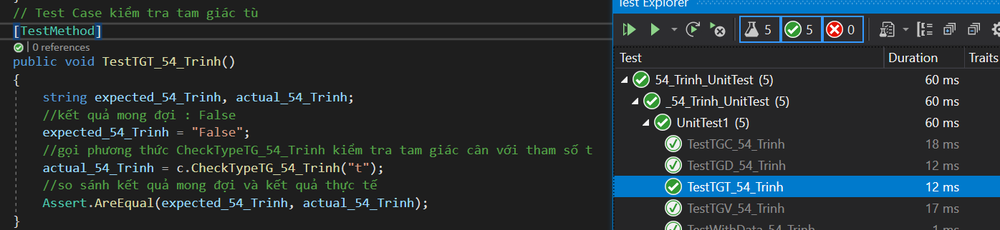 // Test Case kiểm tra tam giác tù
[TestMethod]
| 0 references
public void TestTGT_54_Trinh()
{
string expected_54_Trinh, actual_54_Trinh;
//kết quả mong đợi : False
expected_54_Trinh = "False";
//gọi phương thức CheckTypeTG_54_Trinh kiểm tra tam giác cân với tham số t
actual_54_Trinh = c.CheckTypeTG_54_Trinh("t");
//so sánh kết quả mong đợi và kết quả thực tế
Assert.AreEqual(expected_54_Trinh, actual_54_Trinh);
}
Test Explorer
5 5 0
Test Duration Traits
54_Trinh_UnitTest (5) 60 ms
_54_Trinh_UnitTest (5) 60 ms
UnitTest1 (5) 60 ms
TestTGC_54_Trinh 18 ms
TestTGD_54_Trinh 12 ms
TestTGT_54_Trinh 12 ms
TestTGV_54_Trinh 17 ms
TestWithData_54_Trinh 1 ms